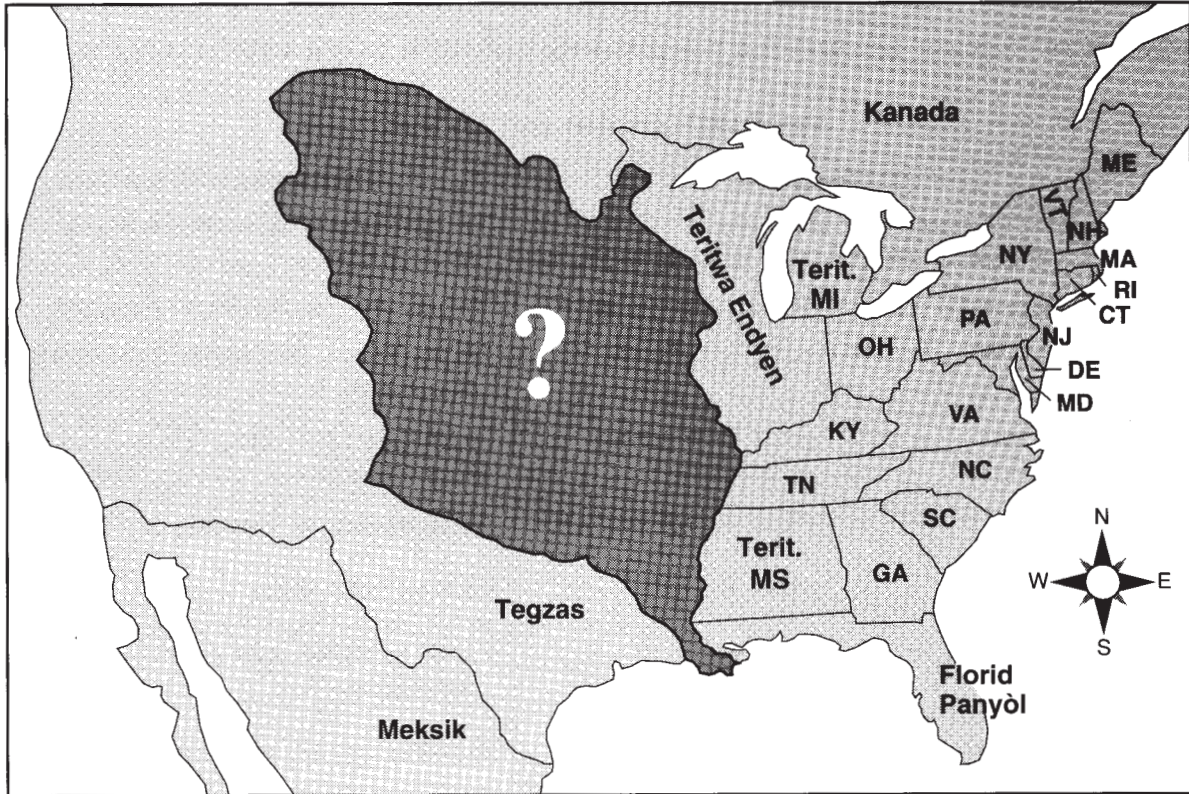 Kanada
ME
VT
NH
NY
MA
RI
CT
Teritwa Endyen
Terit.
MI
PA
NJ
OH
DE
MD
?
VA
KY
NC
TN
SC
Terit.
MS
GA
N
W
E
S
Tegzas
Florid
Panyòl
Meksik